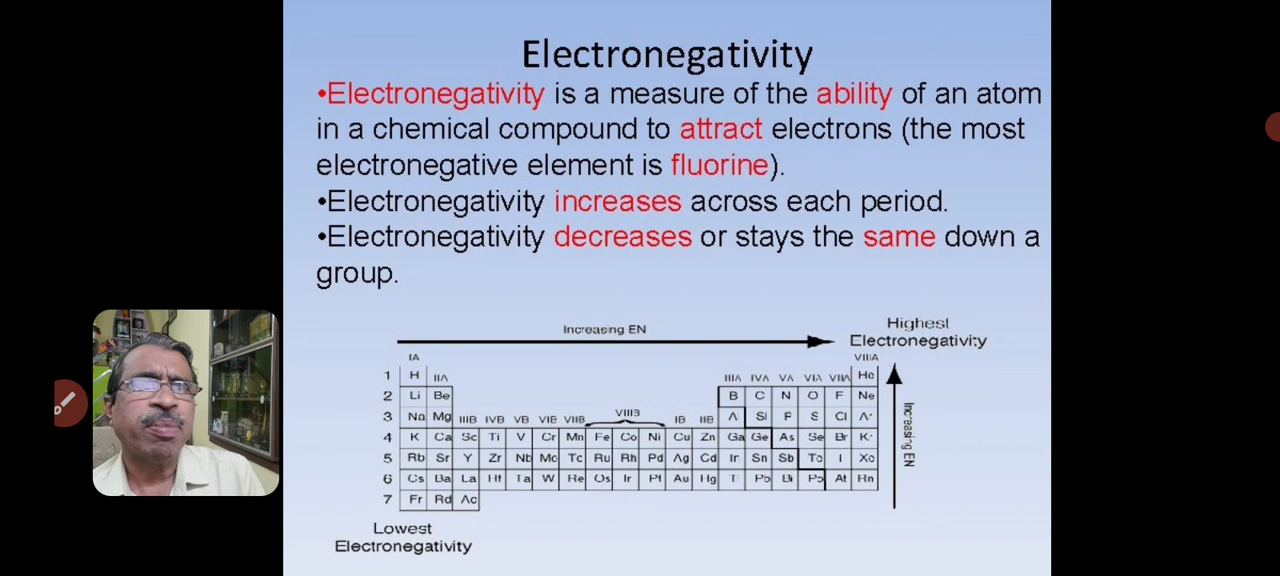 Electronegativity
•Electronegativity is a measure of the ability of an atom
in a chemical compound to attract electrons (the most
electronegative element is fluorine).
•Electronegativity increases across each period.
•Electronegativity decreases or stays the same down a
group.
Increasing EN
Highest
Electronegativity
IA VIIIA
1 H IIA IIIA IVA VA VIA VIIA He
2 Li Be B C N O F Ne
3 Na Mg IIIB IVB VB VIB VIIB VIIIB IB IIB Si P S Cl
4 K Ca Sc Ti V Cr Mn Fe Co Ni Cu Zn Ga Ge As Se Br
5 Rb Sr Y Zr Nb Mo Tc Ru Rh Pd Ag Cd In Sn Sb Te I Xe
6 Cs Ba La Hf Ta W Re Os Ir Pt Au Hg Pb Bi Po At Rn
7 Fr Rd Ac
Increasing EN
Lowest
Electronegativity